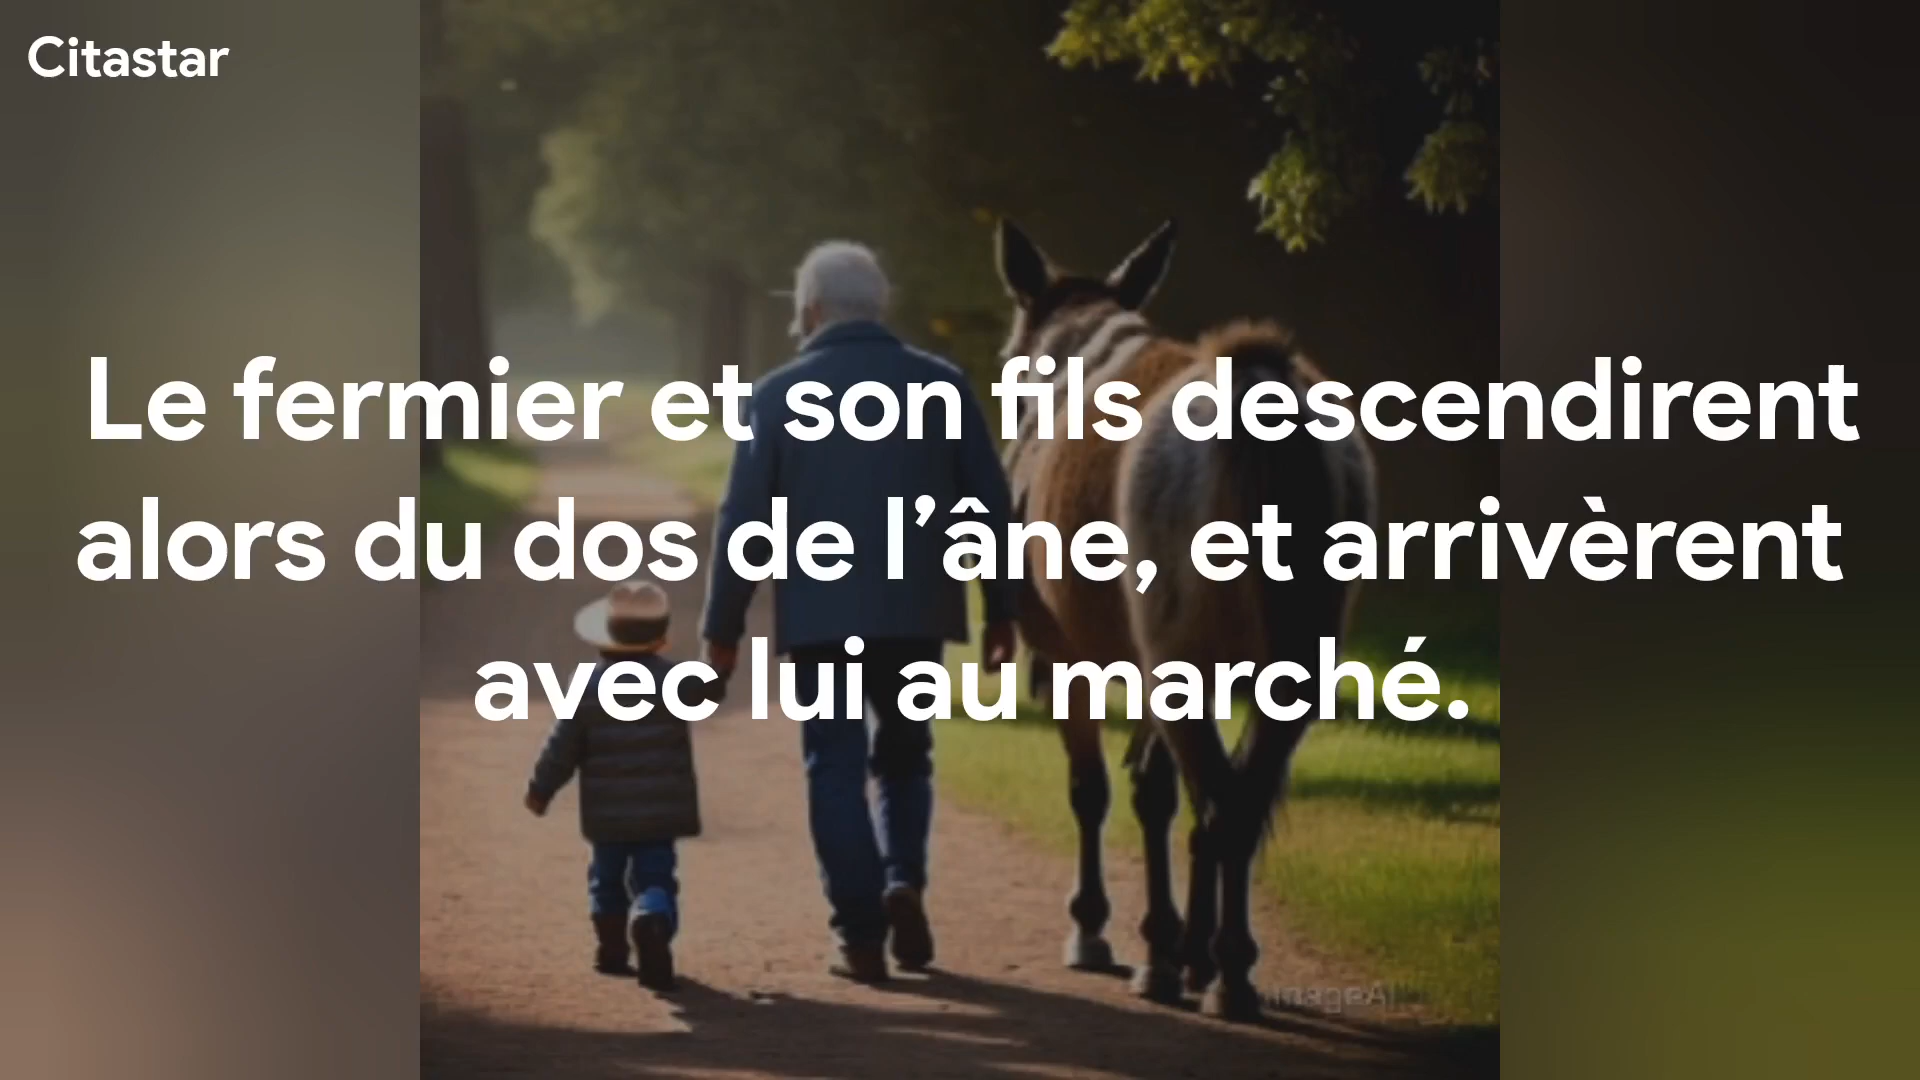 Citastar
Le fermier et son fils descendirent
alors du dos de l’âne, et arrivèrent
avec lui au marché.